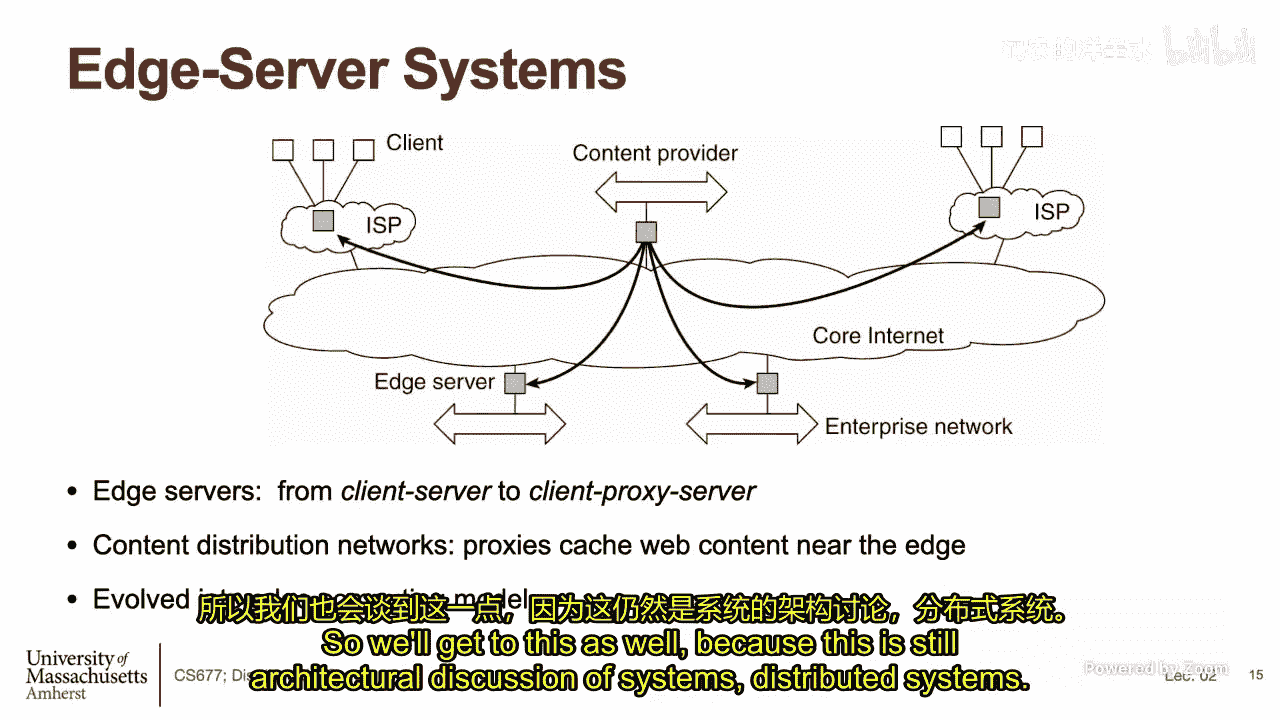 Edge-Server Systems
bilibili
Client
Content provider
ISP
ISP
Core Internet
Edge server
Enterprise network
• Edge servers: from client-server to client-proxy-server
• Content distribution networks: proxies cache web content near the edge
• Evolved model
所以我们也会谈到这一点，因为这仍然是系统的架构讨论，分布式系统。
So we'll get to this as well, because this is still
architectural discussion of systems, distributed systems.
University of
Massachusetts
Amherst
CS677;
Powered by Zoom
Lec. 02
15